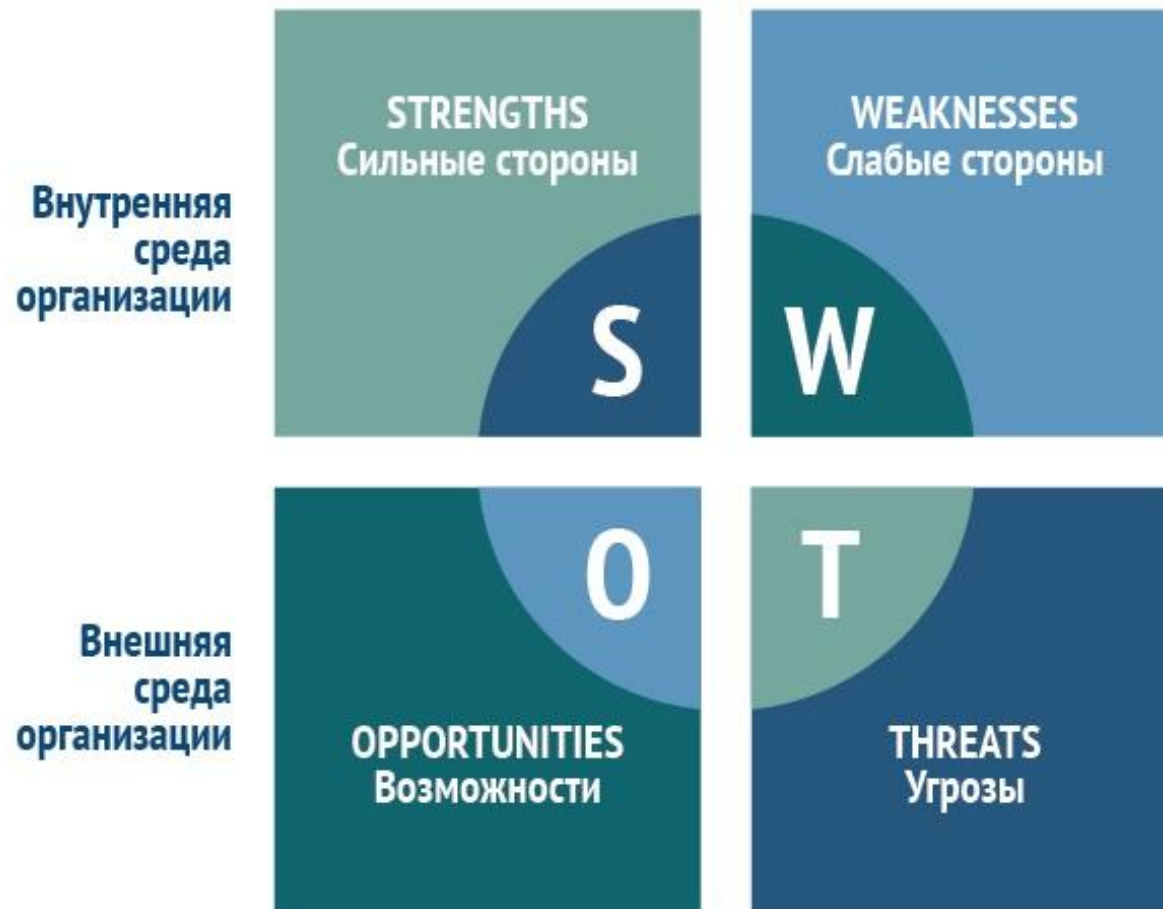 STRENGTHS
Сильные стороны
WEAKNESSES
Слабые стороны
Внутренняя
среда
организации
S
W
O
T
Внешняя
среда
организации
OPPORTUNITIES
Возможности
THREATS
Угрозы